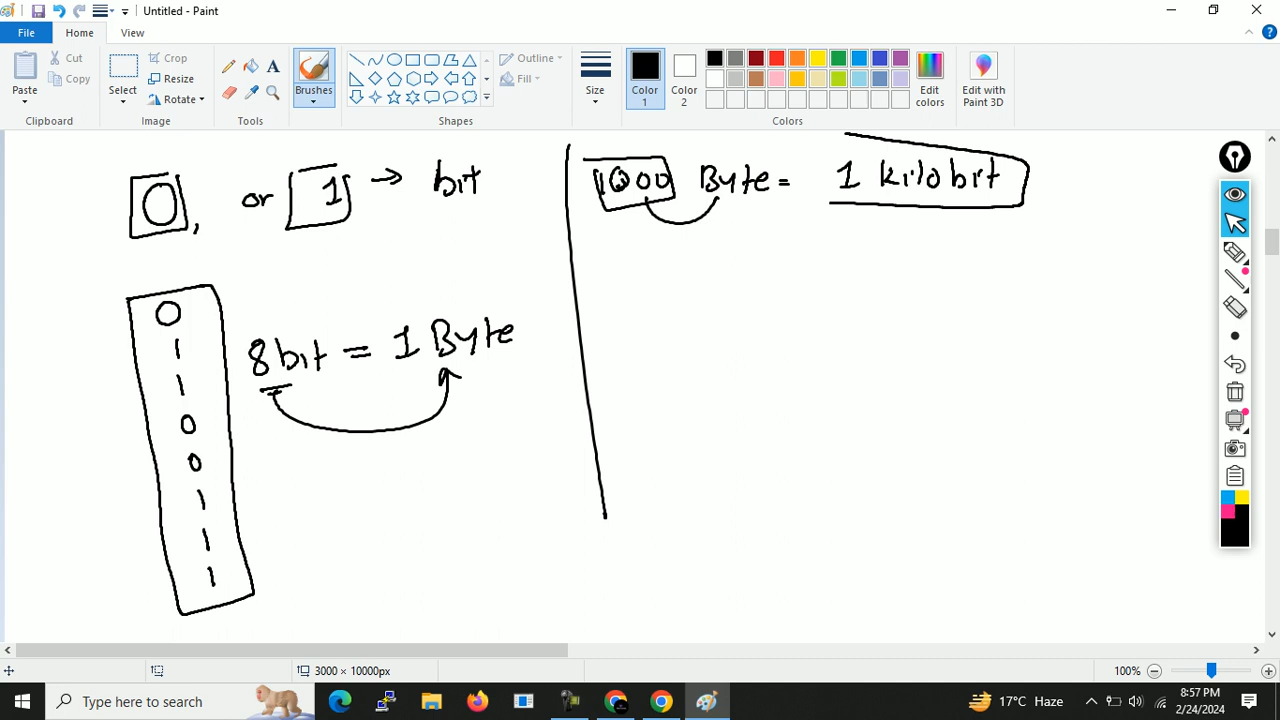 Untitled - Paint
File
Home
View
Paste
Cut
Copy
Clipboard
Select
Crop
Resize
Rotate
Image
A
Tools
Brushes
Outline
Fill
Shapes
Size
Color 1
Color 2
Edit colors
Colors
Edit with Paint 3D
0, or 1 → bit
1000 Byte = 1 kilobit
0
1
1
0
0
1
1
1
8bit = 1 Byte
3000 × 10000px
100%
Type here to search
17°C Haze
8:57 PM
2/24/2024